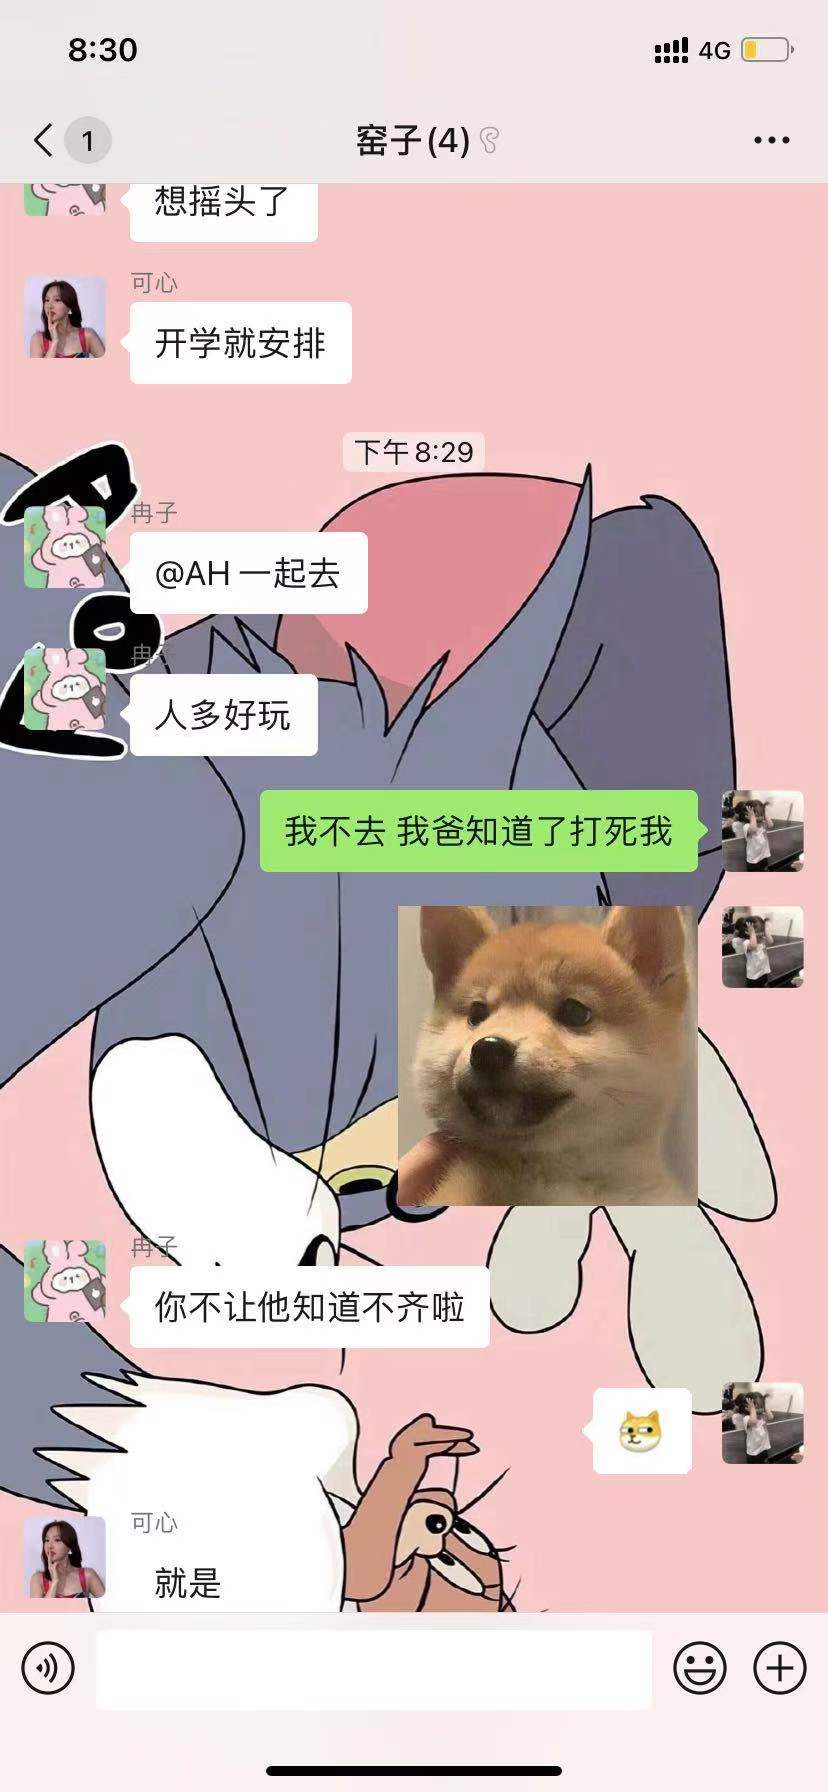 8:30
4G
1
窑子(4)
想摇头了
可心
开学就安排
下午8:29
冉子
@AH 一起去
冉子
人多好玩
我不去 我爸知道了打死我
冉子
你不让他知道不齐啦
可心
就是